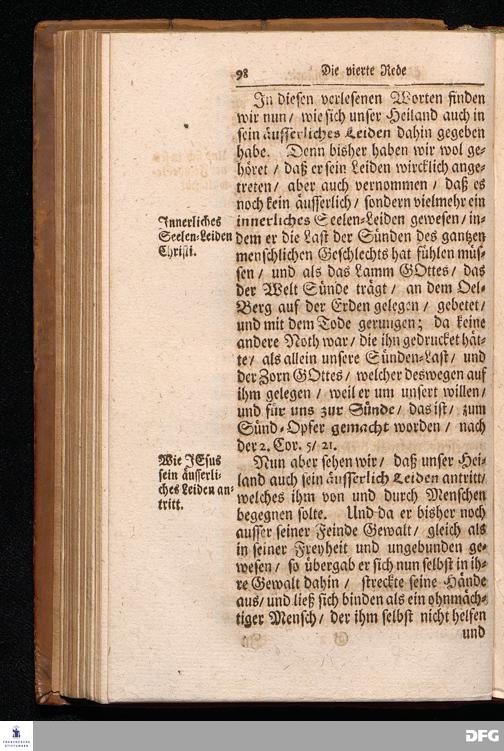 98 Die vierte Rede
In diesen verlesenen Worten finden
wir nun / wie sich unser Heiland auch in
sein äusserliches Leiden dahin gegeben
habe. Denn bisher haben wir wol ge-
höret / daß er sein Leiden wircklich ange-
treten / aber auch vernommen / daß es
noch kein äusserlich / sondern vielmehr ein
innerliches Seelen-Leiden gewesen / in-
dem er die Last der Sünden des gantzen
menschlichen Geschlechts hat fühlen müs-
sen / und als das Lamm GOttes / das
der Welt Sünde trägt / an dem Oel-
Berg auf der Erden gelegen / gebetet /
und mit dem Tode gerungen; da keine
andere Noth war / die ihn gedrucket hät-
te / als allein unsere Sünden-Last / und
der Zorn GOttes / welcher deswegen auf
ihm gelegen / weil er um unsert willen /
und für uns zur Sünde / das ist / zum
Sünd-Opfer gemacht worden / nach
der 2. Cor. 5 / 21.
Innerliches
Seelen-Leiden
Christi.
Nun aber sehen wir / daß unser Hei-
land auch sein äusserlich Leiden antritt /
welches ihm von und durch Menschen
begegnen solte. Und da er bisher noch
ausser seiner Feinde Gewalt / gleich als
in seiner Freyheit und ungebunden ge-
wesen / so übergab er sich nun selbst in ih-
re Gewalt dahin / streckte seine Hände
aus / und ließ sich binden als ein ohnmäch-
tiger Mensch / der ihm selbst nicht helfen
und
Wie JEsus
sein äusserli-
ches Leiden an-
tritt.
FRANCKESCHE
STIFTUNGEN
DFG